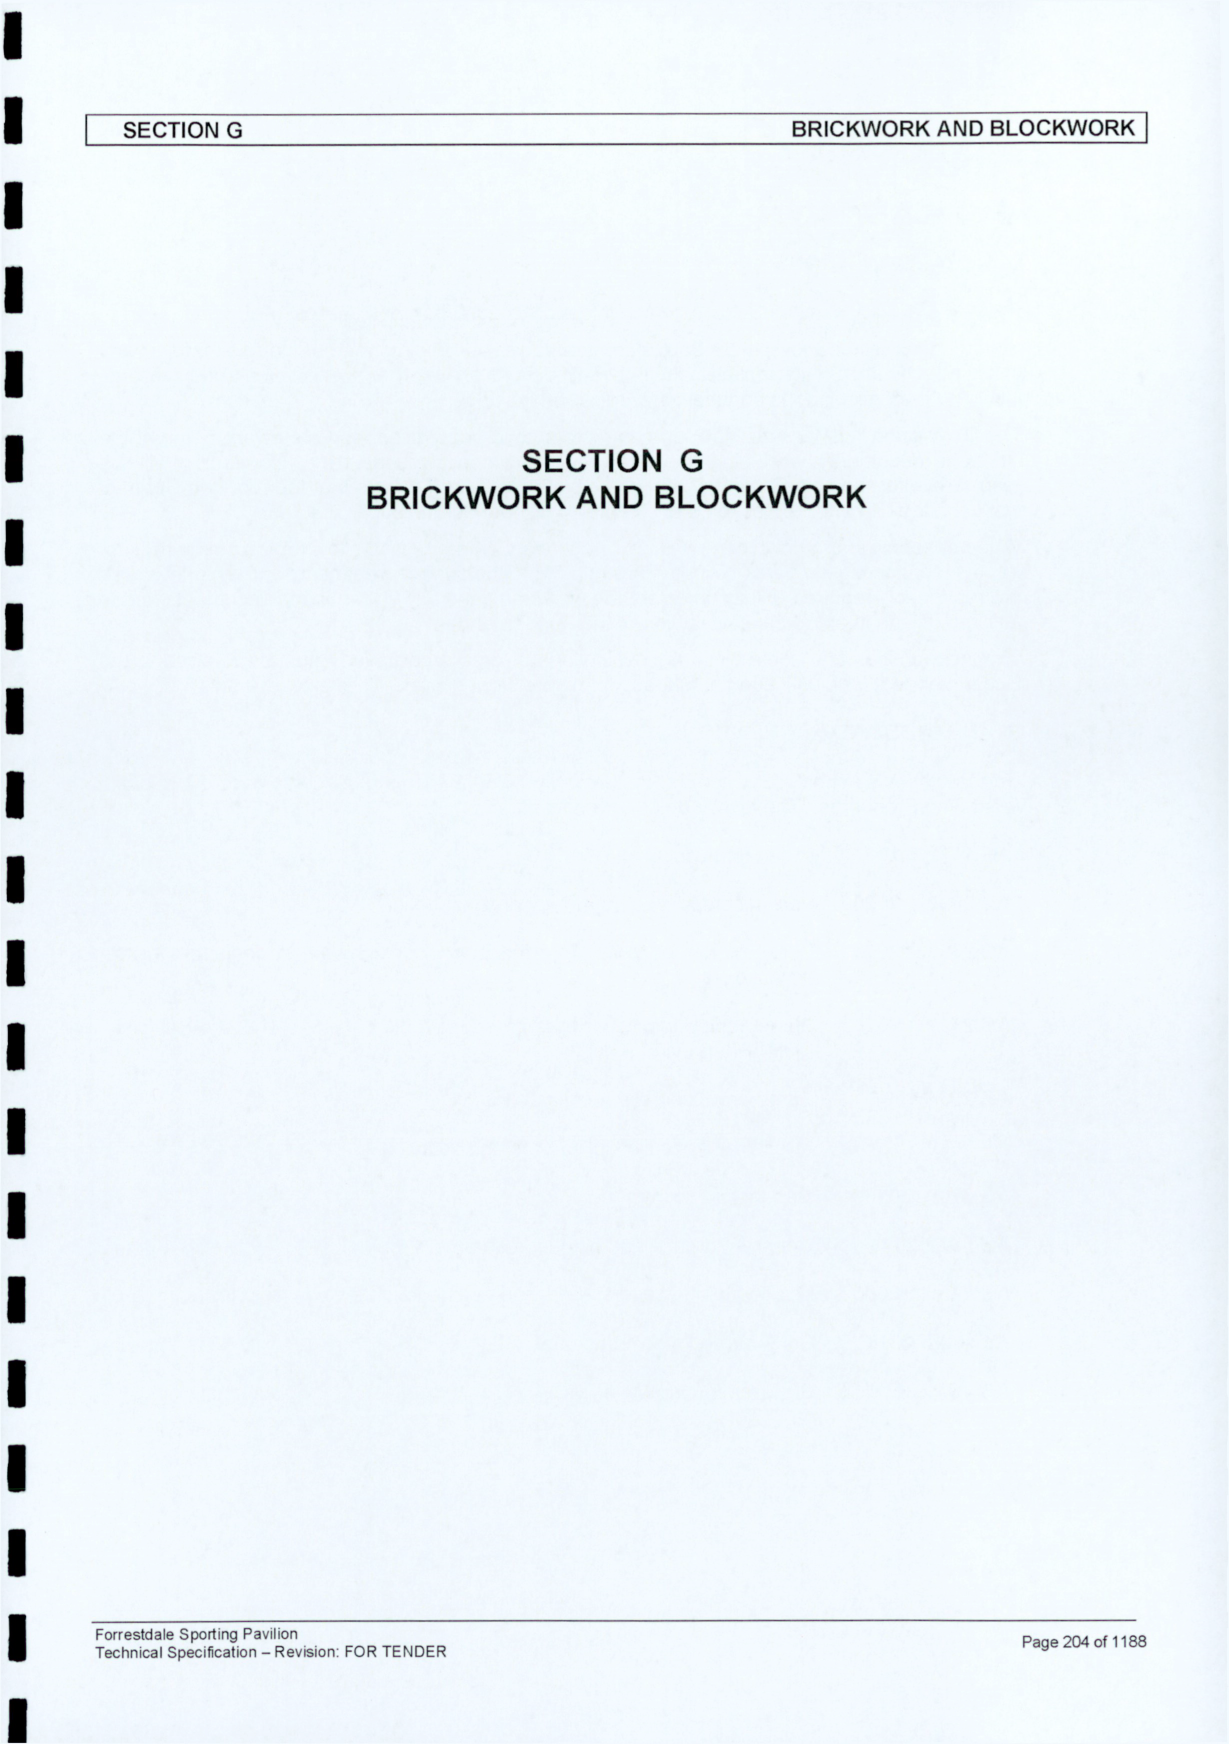 SECTION G BRICKWORK AND BLOCKWORK
SECTION G
BRICKWORK AND BLOCKWORK
Forrestdale Sporting Pavilion
Technical Specification – Revision: FOR TENDER
Page 204 of 1188